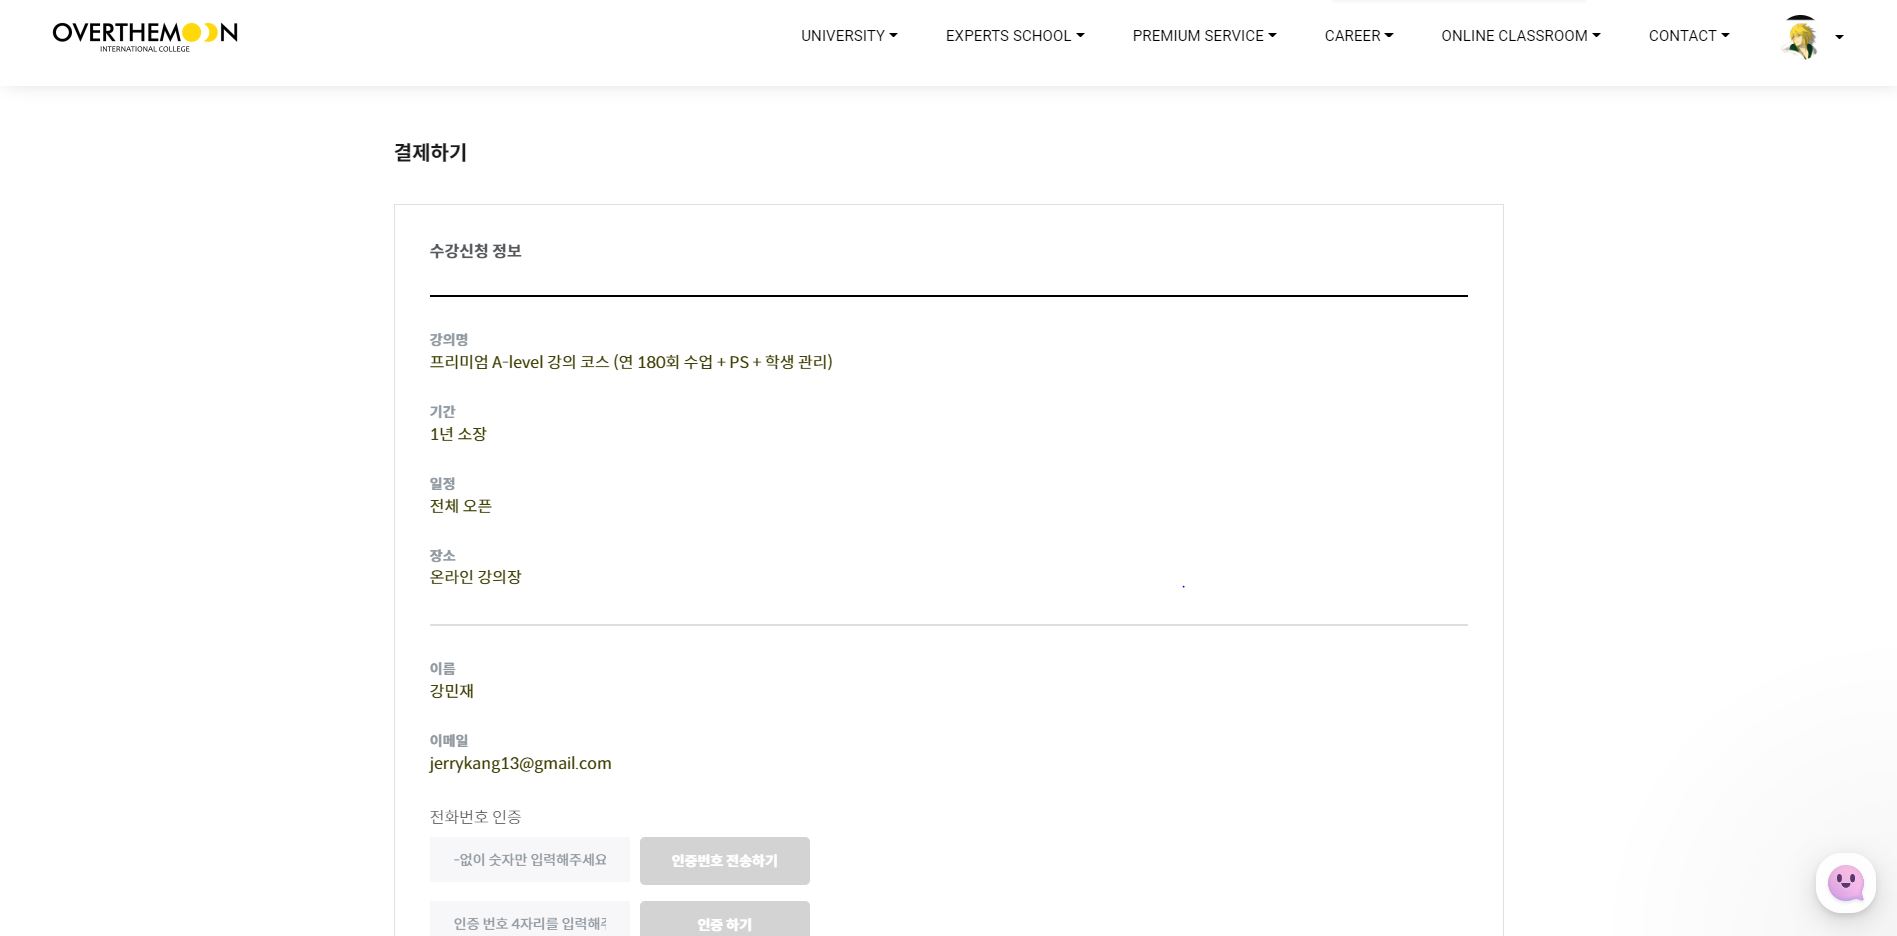 OVERTHEMOON
INTERNATIONAL COLLEGE
UNIVERSITY
EXPERTS SCHOOL
PREMIUM SERVICE
CAREER
ONLINE CLASSROOM
CONTACT
결제하기
수강신청 정보
강의명
프리미엄 A-level 강의 코스 (연 180회 수업 + PS + 학생 관리)
기간
1년 소장
일정
전체 오픈
장소
온라인 강의장
이름
강민재
이메일
jerrykang13@gmail.com
전화번호 인증
-없이 숫자만 입력해주세요
인증번호 전송하기
인증 번호 4자리를 입력해
인증 하기